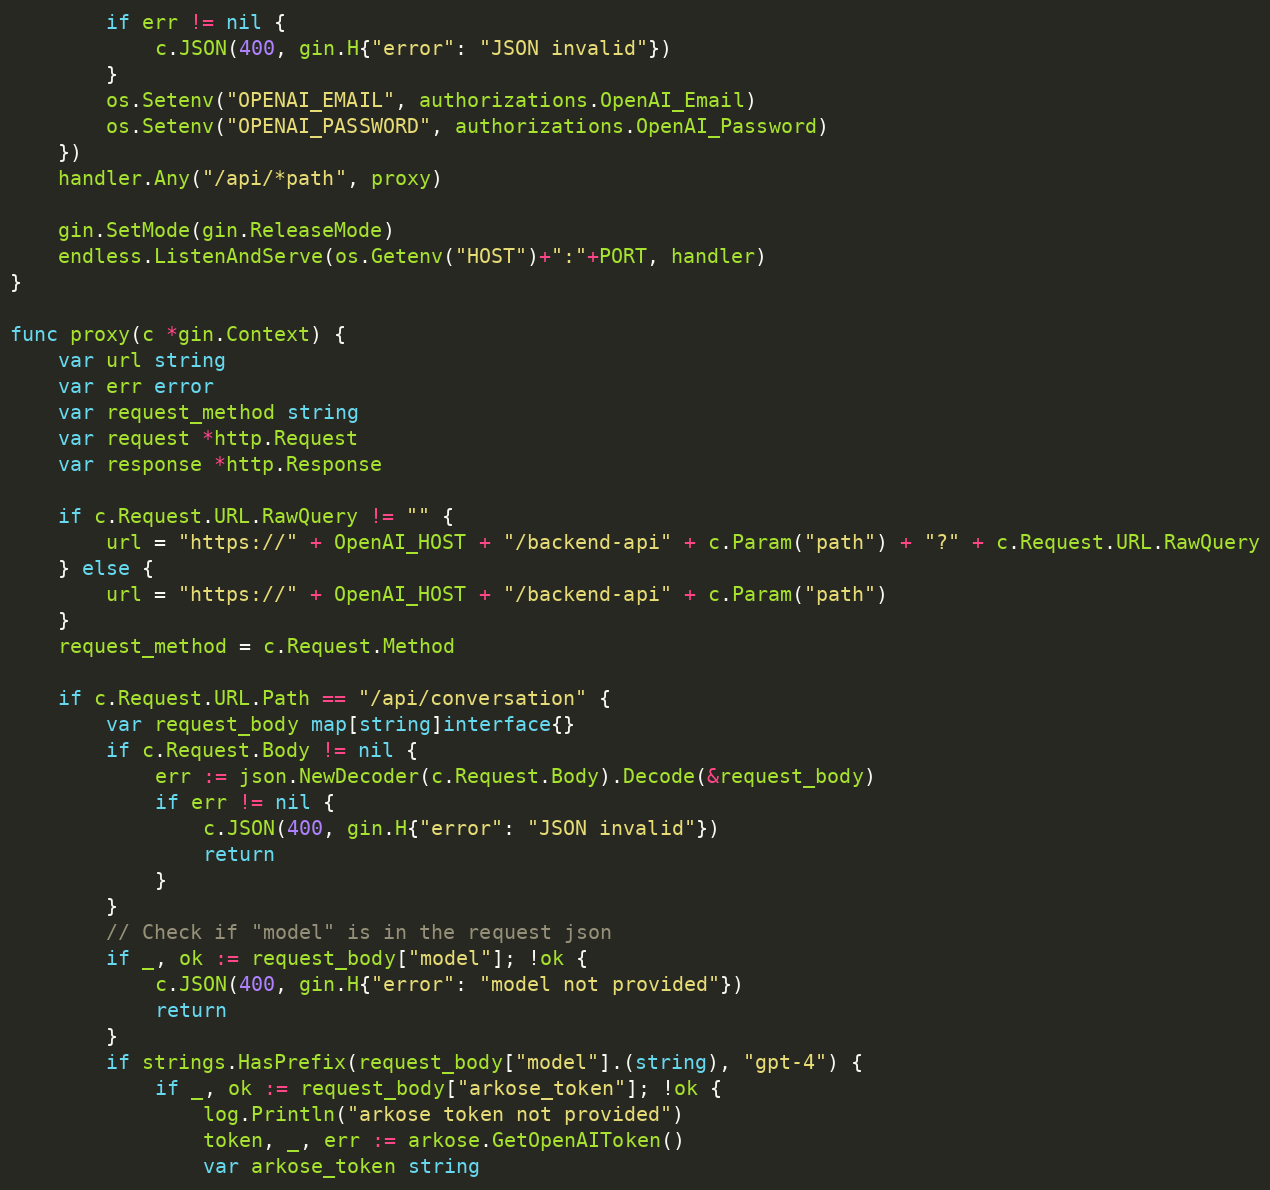 if err != nil {
            c.JSON(400, gin.H{"error": "JSON invalid"})
        }
        os.Setenv("OPENAI_EMAIL", authorizations.OpenAI_Email)
        os.Setenv("OPENAI_PASSWORD", authorizations.OpenAI_Password)
    })
    handler.Any("/api/*path", proxy)

    gin.SetMode(gin.ReleaseMode)
    endless.ListenAndServe(os.Getenv("HOST")+":"+PORT, handler)
}

func proxy(c *gin.Context) {
    var url string
    var err error
    var request_method string
    var request *http.Request
    var response *http.Response

    if c.Request.URL.RawQuery != "" {
        url = "https://" + OpenAI_HOST + "/backend-api" + c.Param("path") + "?" + c.Request.URL.RawQuery
    } else {
        url = "https://" + OpenAI_HOST + "/backend-api" + c.Param("path")
    }
    request_method = c.Request.Method

    if c.Request.URL.Path == "/api/conversation" {
        var request_body map[string]interface{}
        if c.Request.Body != nil {
            err := json.NewDecoder(c.Request.Body).Decode(&request_body)
            if err != nil {
                c.JSON(400, gin.H{"error": "JSON invalid"})
                return
            }
        }
        // Check if "model" is in the request json
        if _, ok := request_body["model"]; !ok {
            c.JSON(400, gin.H{"error": "model not provided"})
            return
        }
        if strings.HasPrefix(request_body["model"].(string), "gpt-4") {
            if _, ok := request_body["arkose_token"]; !ok {
                log.Println("arkose token not provided")
                token, _, err := arkose.GetOpenAIToken()
                var arkose_token string